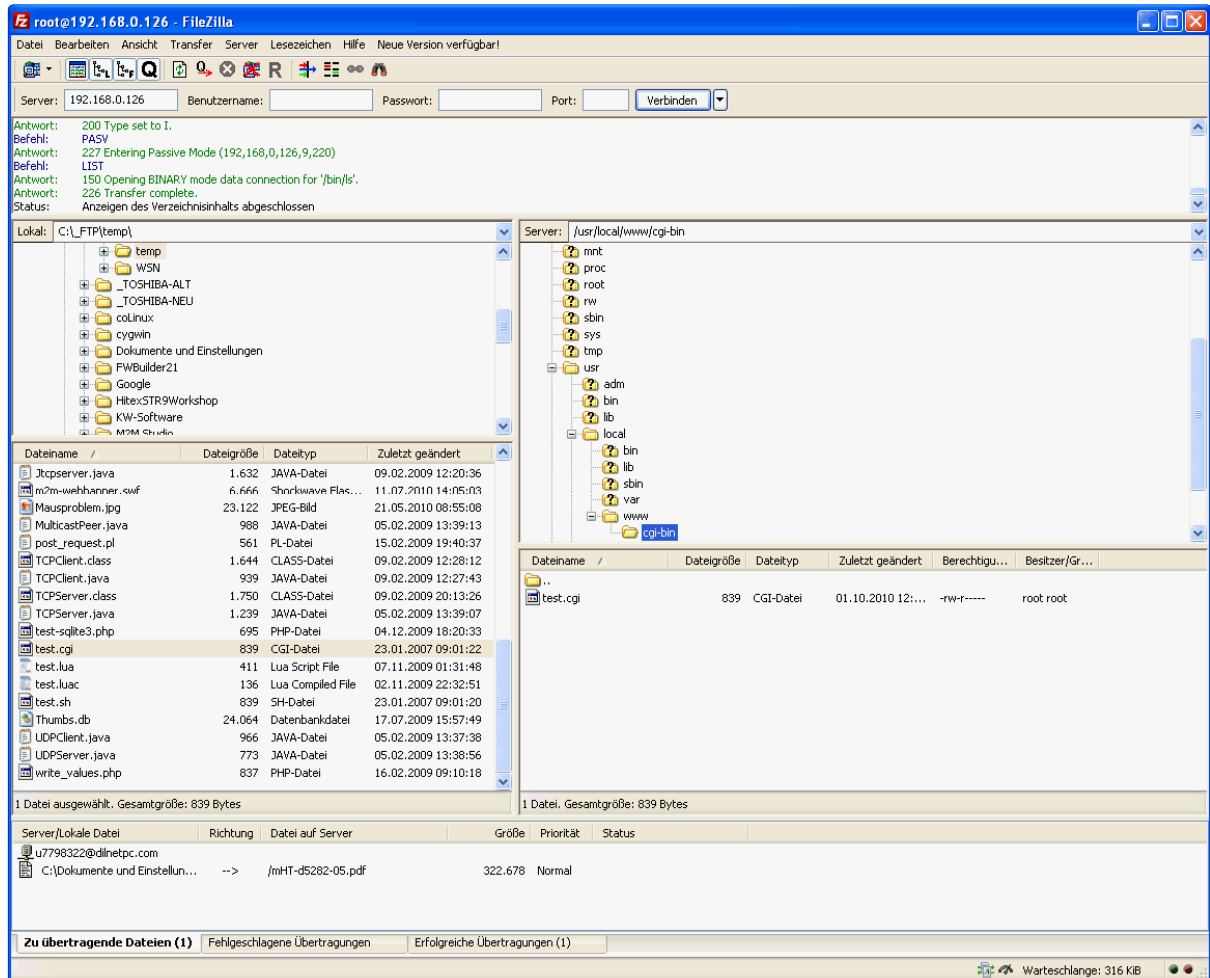 root@192.168.0.126 - FileZilla
Datei Bearbeiten Ansicht Transfer Server Lesezeichen Hilfe Neue Version verfügbar!
Server: 192.168.0.126 Benutzername: Passwort: Port: Verbinden
Antwort: 200 Type set to I.
Befehl: PASV
Antwort: 227 Entering Passive Mode (192,168,0,126,9,220)
Befehl: LIST
Antwort: 150 Opening BINARY mode data connection for '/bin/ls'.
Antwort: 226 Transfer complete.
Status: Anzeigen des Verzeichnisinhalts abgeschlossen
Lokal: C:\_FTP\temp\
temp
WSN
_TOSHIBA-ALT
_TOSHIBA-NEU
coLinux
cygwin
Dokumente und Einstellungen
FWBuilder21
Google
HitexSTR9Workshop
KW-Software
M2M Studio
Dateiname / Dateigröße Dateityp Zuletzt geändert
Jtcpserver.java 1.632 JAVA-Datei 09.02.2009 12:20:36
m2m-webbanner.swf 6.666 Shockwave Flas... 11.07.2010 14:05:03
Mausproblem.jpg 23.122 JPEG-Bild 21.05.2010 08:55:08
MulticastPeer.java 988 JAVA-Datei 05.02.2009 13:39:13
post_request.pl 561 PL-Datei 15.02.2009 19:40:37
TCPClient.class 1.644 CLASS-Datei 09.02.2009 12:28:12
TCPClient.java 939 JAVA-Datei 09.02.2009 12:27:43
TCPServer.class 1.750 CLASS-Datei 09.02.2009 20:13:26
TCPServer.java 1.239 JAVA-Datei 05.02.2009 13:39:07
test-sqlite3.php 695 PHP-Datei 04.12.2009 18:20:33
test.cgi 839 CGI-Datei 23.01.2007 09:01:22
test.lua 411 Lua Script File 07.11.2009 01:31:48
test.luac 136 Lua Compiled File 02.11.2009 22:32:51
test.sh 839 SH-Datei 23.01.2007 09:01:20
Thumbs.db 24.064 Datenbankdatei 17.07.2009 15:57:49
UDPClient.java 966 JAVA-Datei 05.02.2009 13:37:38
UDPServer.java 773 JAVA-Datei 05.02.2009 13:38:56
write_values.php 837 PHP-Datei 16.02.2009 09:10:18
1 Datei ausgewählt. Gesamtgröße: 839 Bytes
Server: /usr/local/www/cgi-bin
mnt
proc
root
rw
sbin
sys
tmp
usr
adm
bin
lib
local
bin
lib
sbin
var
www
cgi-bin
Dateiname / Dateigröße Dateityp Zuletzt geändert Berechtigu... Besitzer/Gr...
..
test.cgi 839 CGI-Datei 01.10.2010 12:... -rw-r----- root root
1 Datei. Gesamtgröße: 839 Bytes
Server/Lokale Datei Richtung Datei auf Server Größe Priorität Status
u7798322@dilnetpc.com
C:\Dokumente und Einstellun... --> /mHT-d5282-05.pdf 322.678 Normal
Zu übertragende Dateien (1) Fehlgeschlagene Übertragungen Erfolgreiche Übertragungen (1)
Warteschlange: 316 KiB